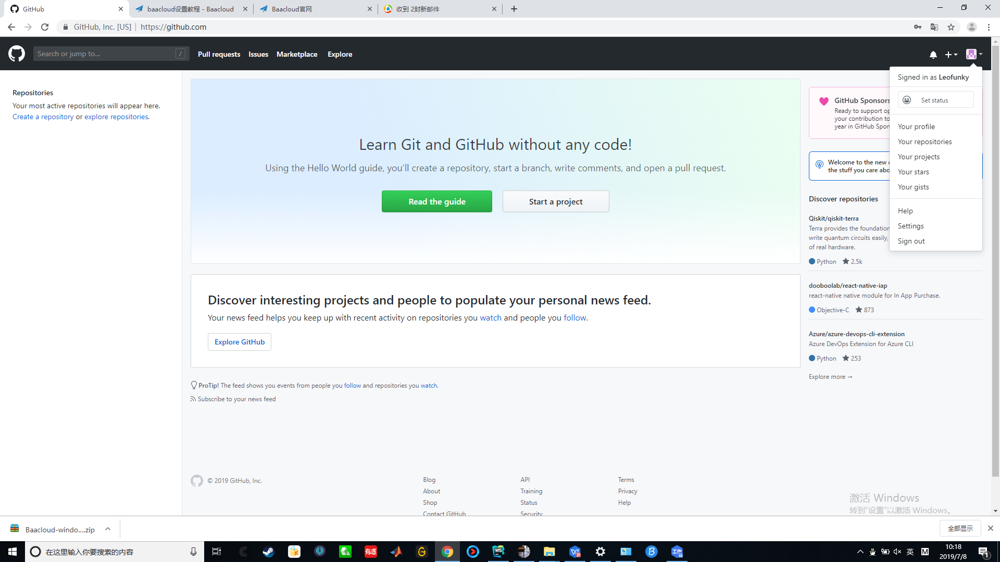 GitHub
baacloud设置教程 - Baacloud
Baacloud官网
收到 2封新邮件
GitHub, Inc. [US] | https://github.com
Search or jump to...
/
Pull requests
Issues
Marketplace
Explore
Repositories
Your most active repositories will appear here.
Create a repository or explore repositories.
Learn Git and GitHub without any code!
Using the Hello World guide, you’ll create a repository, start a branch, write comments, and open a pull request.
Read the guide
Start a project
Discover interesting projects and people to populate your personal news feed.
Your news feed helps you keep up with recent activity on repositories you watch and people you follow.
Explore GitHub
ProTip! The feed shows you events from people you follow and repositories you watch.
Subscribe to your news feed
Signed in as Leofunky
Set status
Your profile
Your repositories
Your projects
Your stars
Your gists
Help
Settings
Sign out
GitHub Sponsors
Ready to support
your contribution to
year in GitHub
Welcome to the new
the stuff you care
Discover repositories
Qiskit/qiskit-terra
Terra provides the
write quantum circuits easily,
of real hardware.
Python 2.5k
dooboolab/react-native-iap
react-native native module for In App Purchase.
Objective-C 873
Azure/azure-devops-cli-extension
Azure DevOps Extension for Azure CLI
Python 253
Explore more →
© 2019 GitHub, Inc.
Blog
About
Shop
Contact GitHub
API
Training
Status
Security
Terms
Privacy
Help
激活 Windows
转到“设置”以激活 Windows。
Baacloud-windo....zip
全部显示
在这里输入你要搜索的内容
有道
WS
工作
英
M
10:18
2019/7/8
1